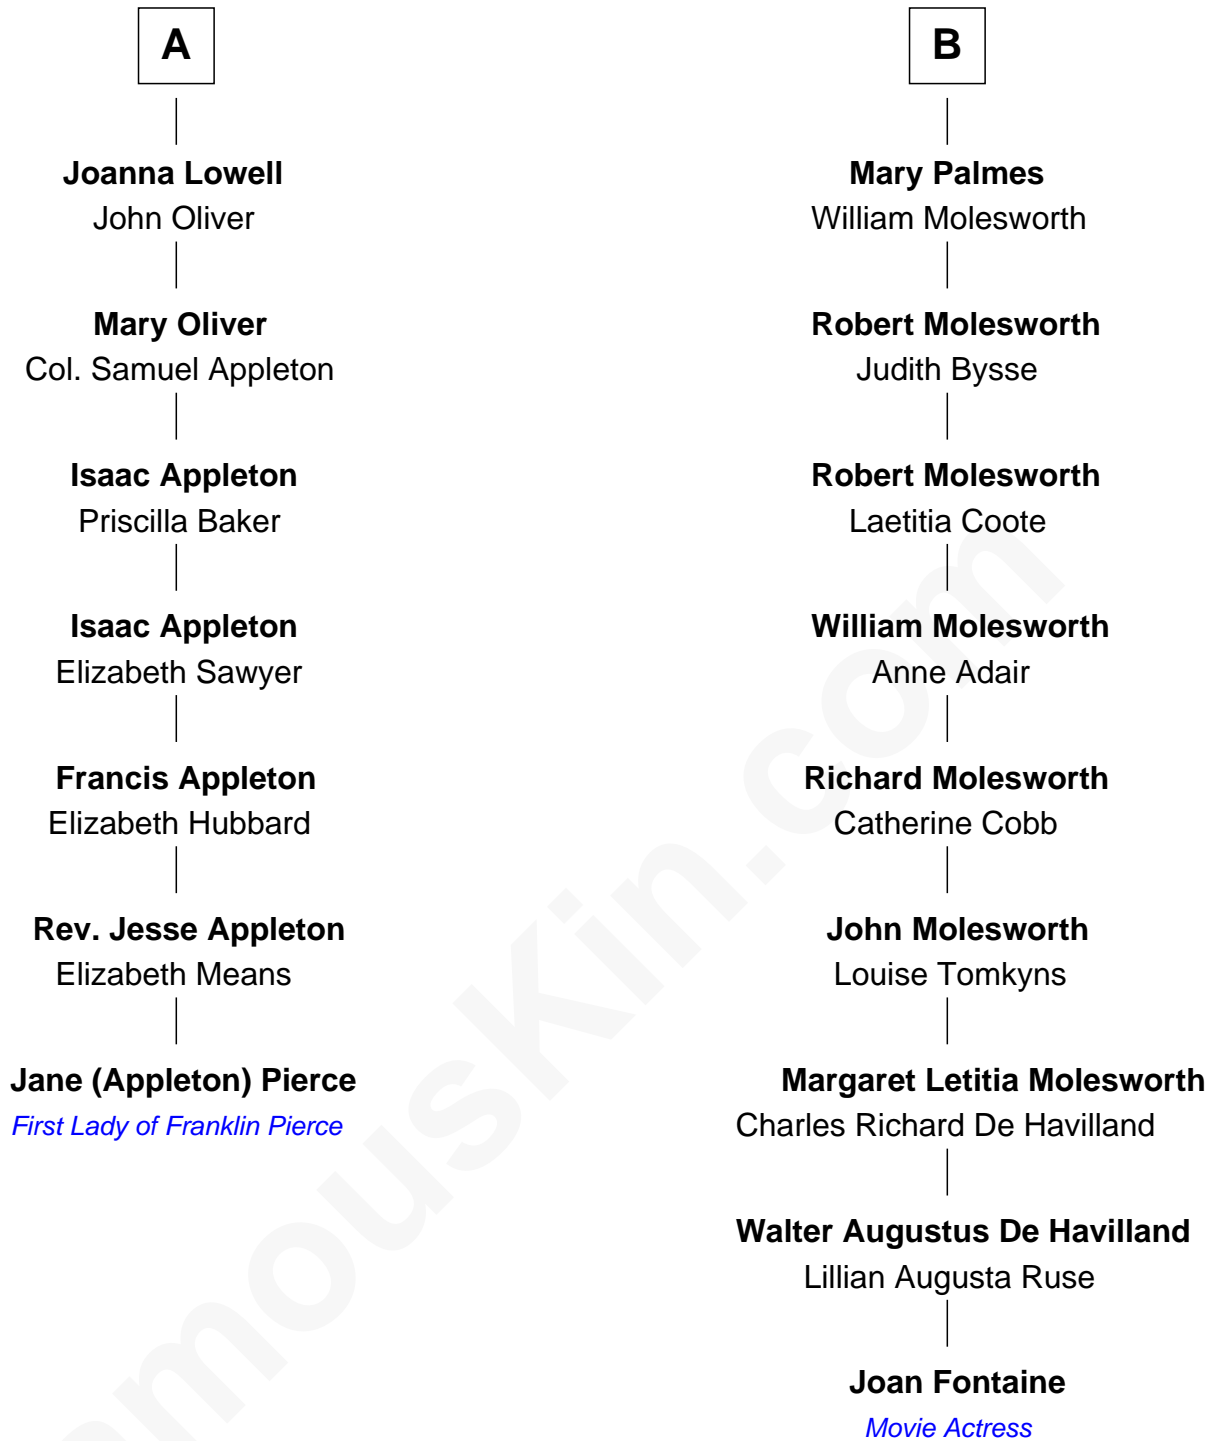 A
Joanna Lowell
John Oliver
Mary Oliver
Col. Samuel Appleton
Isaac Appleton
Priscilla Baker
Isaac Appleton
Elizabeth Sawyer
Francis Appleton
Elizabeth Hubbard
Rev. Jesse Appleton
Elizabeth Means
Jane (Appleton) Pierce
First Lady of Franklin Pierce
B
Mary Palmes
William Molesworth
Robert Molesworth
Judith Bysse
Robert Molesworth
Laetitia Coote
William Molesworth
Anne Adair
Richard Molesworth
Catherine Cobb
John Molesworth
Louise Tomkyns
Margaret Letitia Molesworth
Charles Richard De Havilland
Walter Augustus De Havilland
Lillian Augusta Ruse
Joan Fontaine
Movie Actress
mousKin.com